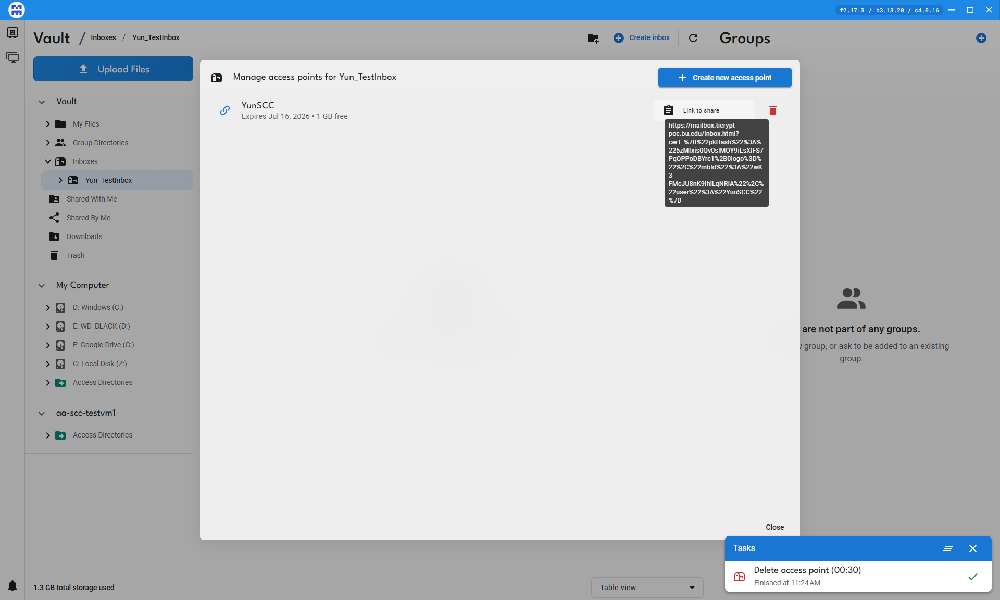 f2.17.3 / b3.13.20 / c4.0.16
Vault / Inboxes / Yun_TestInbox
Create inbox
Groups
Upload Files
Vault
My Files
Group Directories
Inboxes
Yun_TestInbox
Shared With Me
Shared By Me
Downloads
Trash
My Computer
D: Windows (C:)
E: WD_BLACK (D:)
F: Google Drive (G:)
G: Local Disk (Z:)
Access Directories
aa-scc-testvm1
Access Directories
1.3 GB total storage used
Manage access points for Yun_TestInbox
Create new access point
YunSCC
Expires Jul 16, 2026 • 1 GB free
Link to share
https://mailbox.ticrypt-
poc.bu.edu/inbox.html?
cert=%7B%22pkHash%22%3A%
225zMfxis0Qv0sIMOY9iLsXIFS7
PqOPPoDBYrc1%2B0iogo%3D%
22%2C%22mbId%22%3A%22wK
3-
FMcJU8nK9IhiLqNRIA%22%2C%
22user%22%3A%22YunSCC%22
%7D
are not part of any groups.
group, or ask to be added to an existing
group.
Close
Table view
Tasks
Delete access point (00:30)
Finished at 11:24 AM